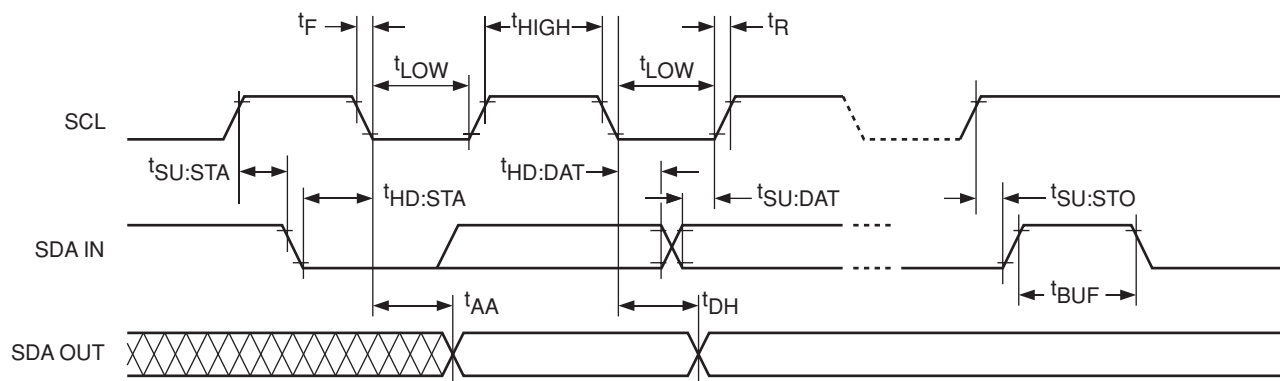 tF tHIGH tR
tLOW tLOW
SCL
tSU:STA tHD:STA tHD:DAT tSU:DAT tSU:STO
SDA IN
tAA tDH tBUF
SDA OUT